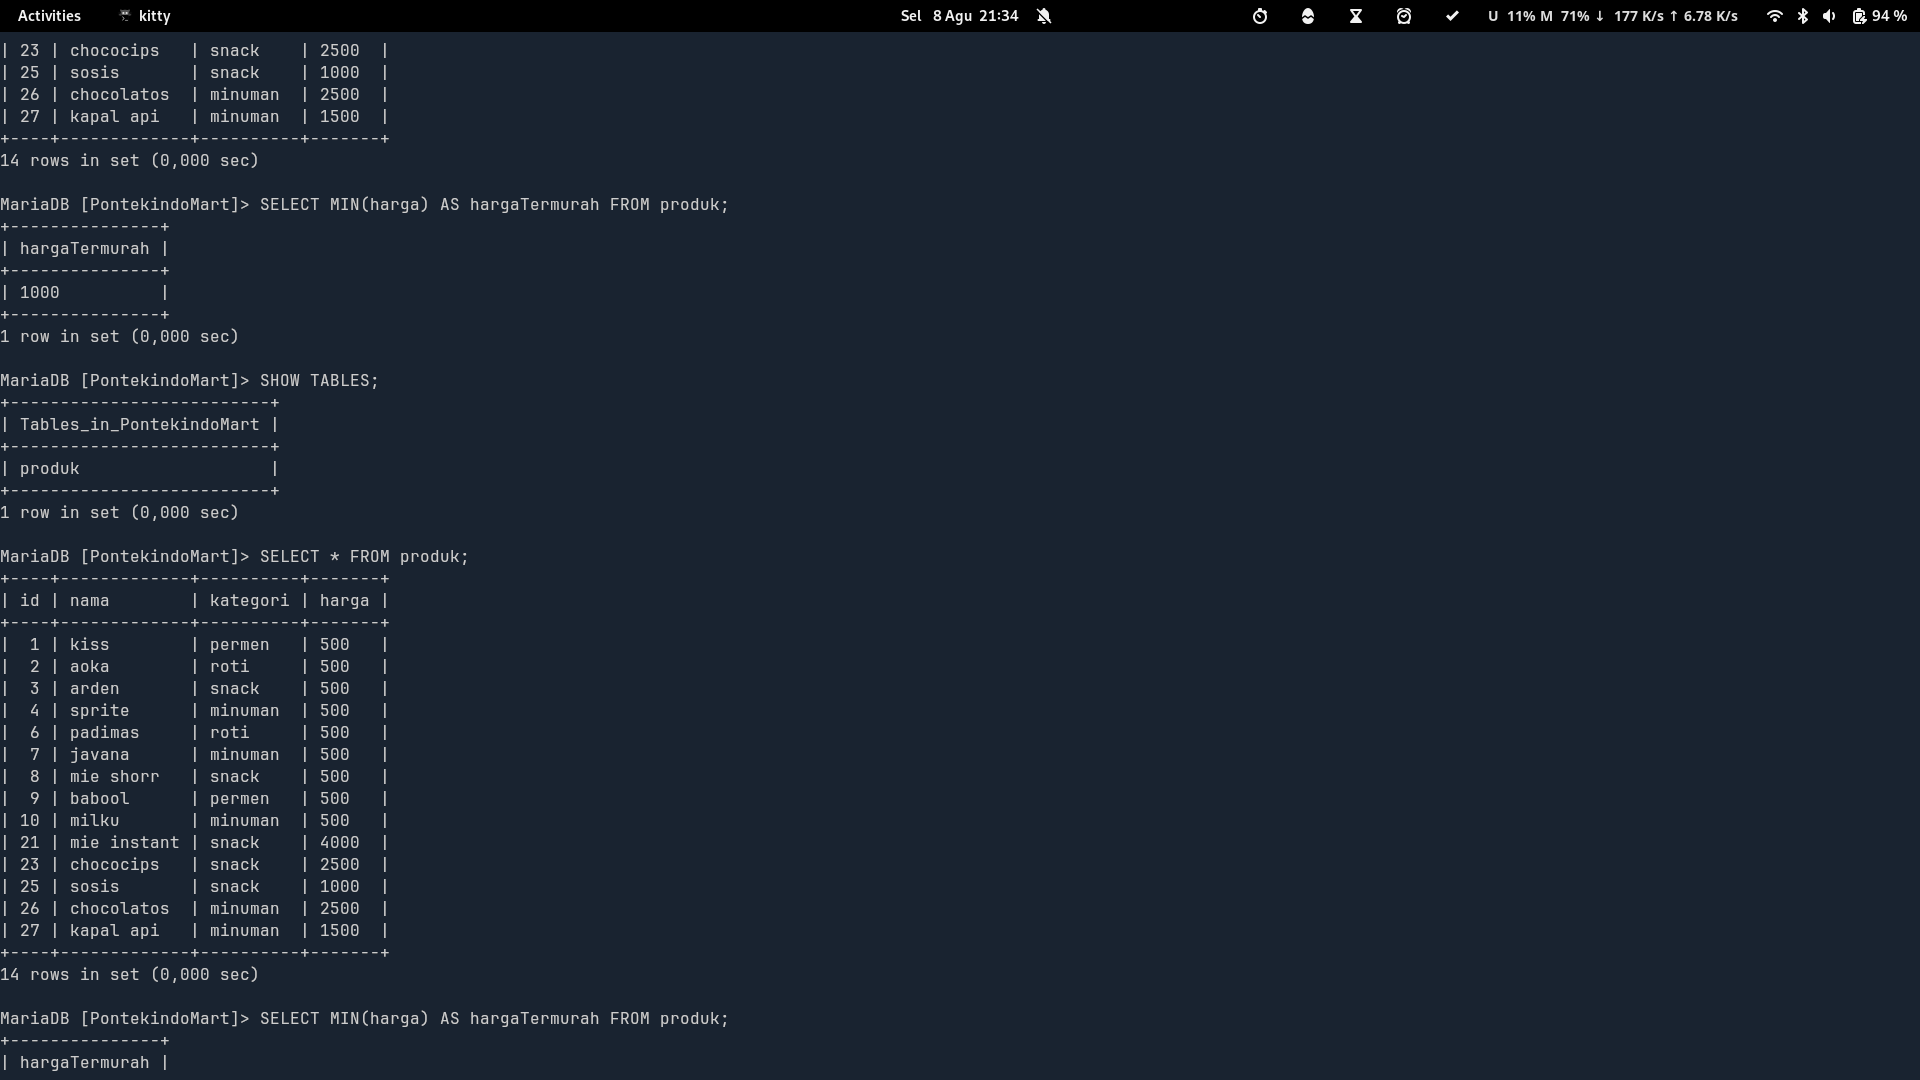 Activities kitty Sel 8 Agu 21:34 U 11% M 71% ↓ 177 K/s ↑ 6.78 K/s 94 %
| 23 | chococips   | snack    | 2500  |
| 25 | sosis       | snack    | 1000  |
| 26 | chocolatos  | minuman  | 2500  |
| 27 | kapal api   | minuman  | 1500  |
+----+-------------+----------+-------+
14 rows in set (0,000 sec)

MariaDB [PontekindoMart]> SELECT MIN(harga) AS hargaTermurah FROM produk;
+---------------+
| hargaTermurah |
+---------------+
| 1000          |
+---------------+
1 row in set (0,000 sec)

MariaDB [PontekindoMart]> SHOW TABLES;
+--------------------------+
| Tables_in_PontekindoMart |
+--------------------------+
| produk                   |
+--------------------------+
1 row in set (0,000 sec)

MariaDB [PontekindoMart]> SELECT * FROM produk;
+----+-------------+----------+-------+
| id | nama        | kategori | harga |
+----+-------------+----------+-------+
|  1 | kiss        | permen   | 500   |
|  2 | aoka        | roti     | 500   |
|  3 | arden       | snack    | 500   |
|  4 | sprite      | minuman  | 500   |
|  6 | padimas     | roti     | 500   |
|  7 | javana      | minuman  | 500   |
|  8 | mie shorr   | snack    | 500   |
|  9 | babool      | permen   | 500   |
| 10 | milku       | minuman  | 500   |
| 21 | mie instant | snack    | 4000  |
| 23 | chococips   | snack    | 2500  |
| 25 | sosis       | snack    | 1000  |
| 26 | chocolatos  | minuman  | 2500  |
| 27 | kapal api   | minuman  | 1500  |
+----+-------------+----------+-------+
14 rows in set (0,000 sec)

MariaDB [PontekindoMart]> SELECT MIN(harga) AS hargaTermurah FROM produk;
+---------------+
| hargaTermurah |